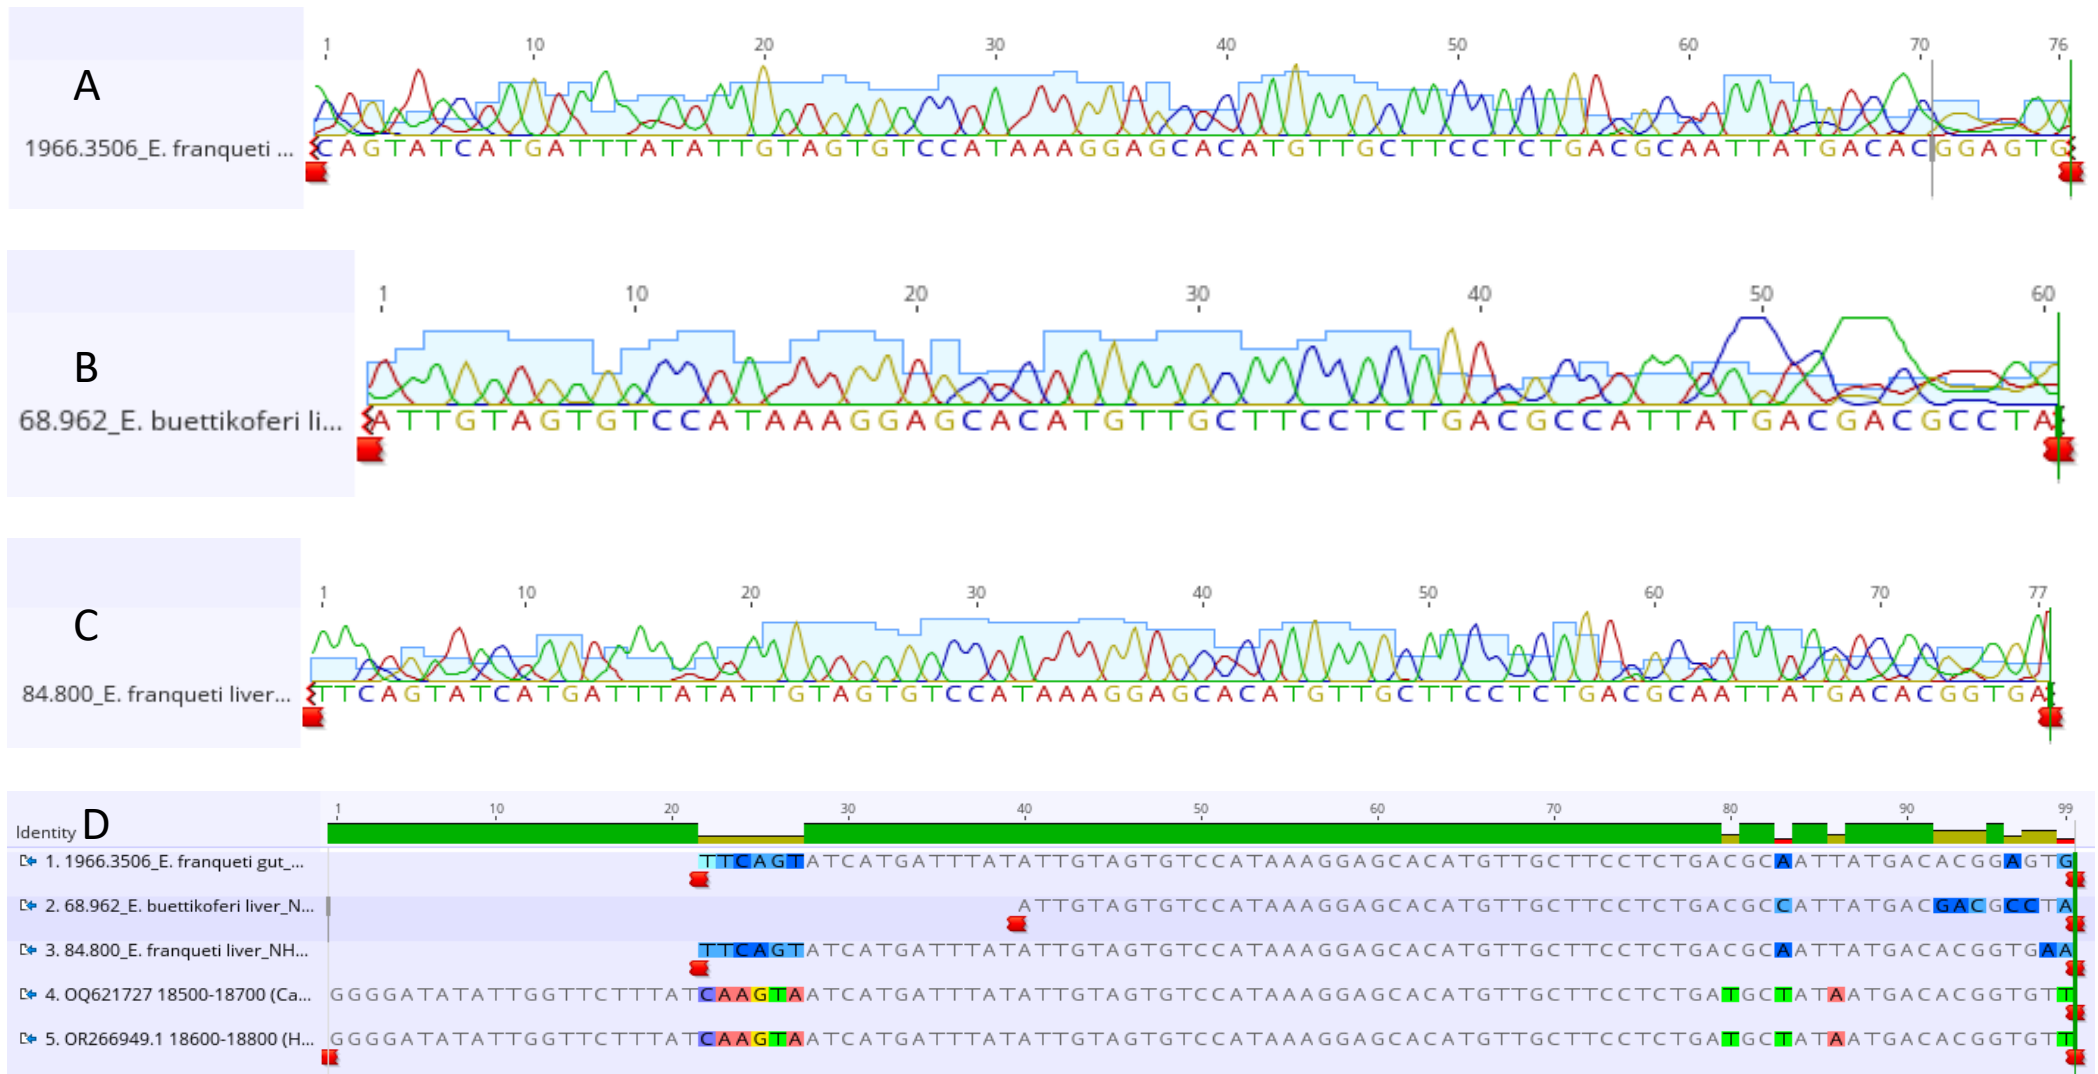 1 10 20 30 40 50 60 70 76
A
1966.3506_E. franqueti ...
CAGTATCATGATTTATATTGTAGTGTCCATAAAGGAGCACATGTTGCTTCCTCTGACGCAATTATGACACGGAGTG
1 10 20 30 40 50 60
B
68.962_E. buettikoferi li...
ATTGTAGTGTCCATAAAGGAGCACATGTTGCTTCCTCTGACGCCATTATGACGACGCCTA
1 10 20 30 40 50 60 70 77
C
84.800_E. franqueti liver...
TTCAGTATCATGATTTATATTGTAGTGTCCATAAAGGAGCACATGTTGCTTCCTCTGACGCAATTATGACACGGTGA
1 10 20 30 40 50 60 70 80 90 99
Identity D
1. 1966.3506_E. franqueti gut_... TTCAGTATCATGATTTATATTGTAGTGTCCATAAAGGAGCACATGTTGCTTCCTCTGACGCAATTATGACACGGAGTG
2. 68.962_E. buettikoferi liver_N... ATTGTAGTGTCCATAAAGGAGCACATGTTGCTTCCTCTGACGCCATTATGACGACGCCTA
3. 84.800_E. franqueti liver_NH... TTCAGTATCATGATTTATATTGTAGTGTCCATAAAGGAGCACATGTTGCTTCCTCTGACGCAATTATGACACGGTGAA
4. OQ621727 18500-18700 (Ca... GGGGATATATTGGTTCTTTATCAAGTAATCATGATTTATATTGTAGTGTCCATAAAGGAGCACATGTTGCTTCCTCTGATGCTATAATGACACGGTGTT
5. OR266949.1 18600-18800 (H... GGGGATATATTGGTTCTTTATCAAGTAATCATGATTTATATTGTAGTGTCCATAAAGGAGCACATGTTGCTTCCTCTGATGCTATAATGACACGGTGTT